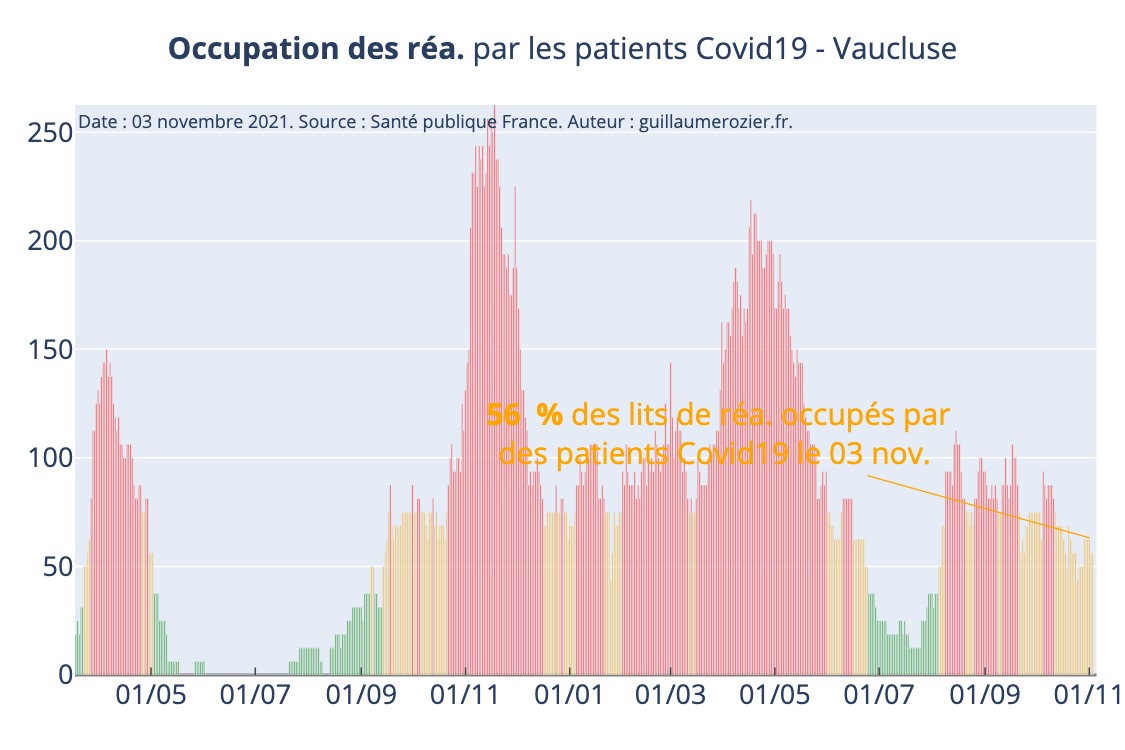 Occupation des réa. par les patients Covid19 - Vaucluse
Date : 03 novembre 2021. Source : Santé publique France. Auteur : guillaumerozier.fr.
250
200
150
100
50
0
56 % des lits de réa. occupés par
des patients Covid19 le 03 nov.
01/05 01/07 01/09 01/11 01/01 01/03 01/05 01/07 01/09 01/11